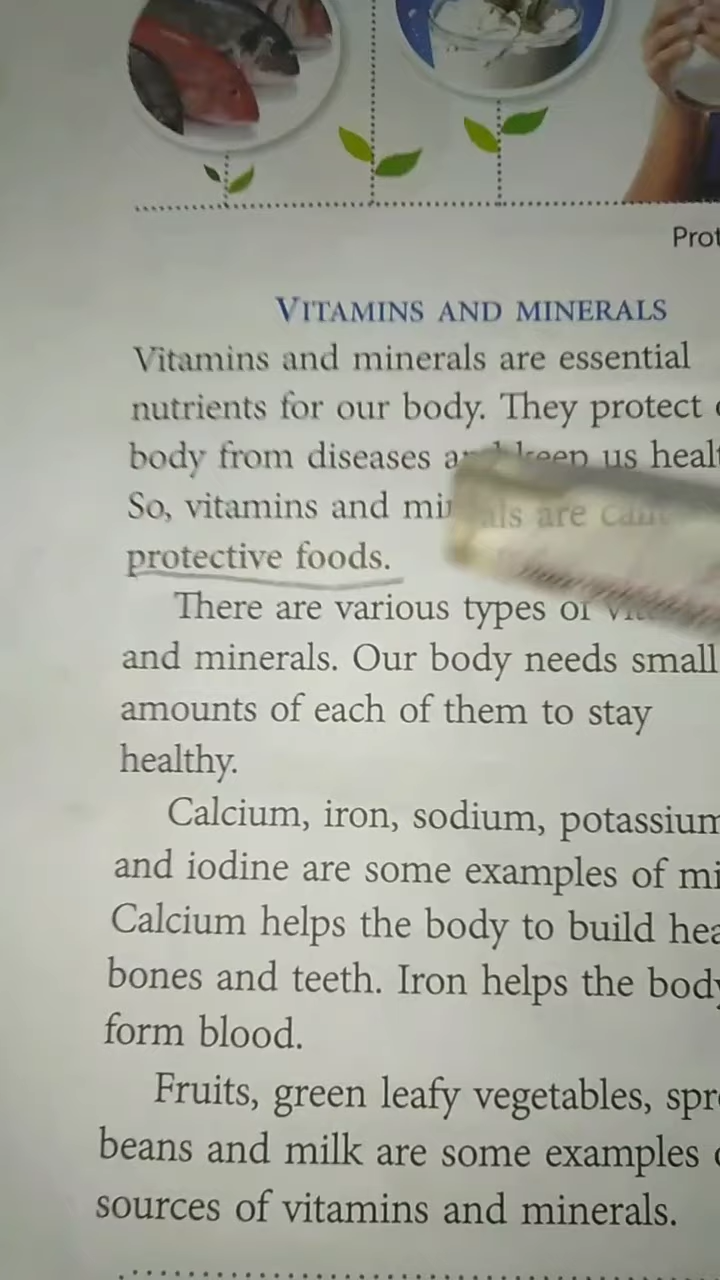 Prot
VITAMINS AND MINERALS
Vitamins and minerals are essential
nutrients for our body. They protect
body from diseases and keep us healt
So, vitamins and minerals are
protective foods.
There are various types of
and minerals. Our body needs small
amounts of each of them to stay
healthy.
Calcium, iron, sodium, potassium
and iodine are some examples of mi
Calcium helps the body to build hea
bones and teeth. Iron helps the body
form blood.
Fruits, green leafy vegetables, spr
beans and milk are some examples
sources of vitamins and minerals.